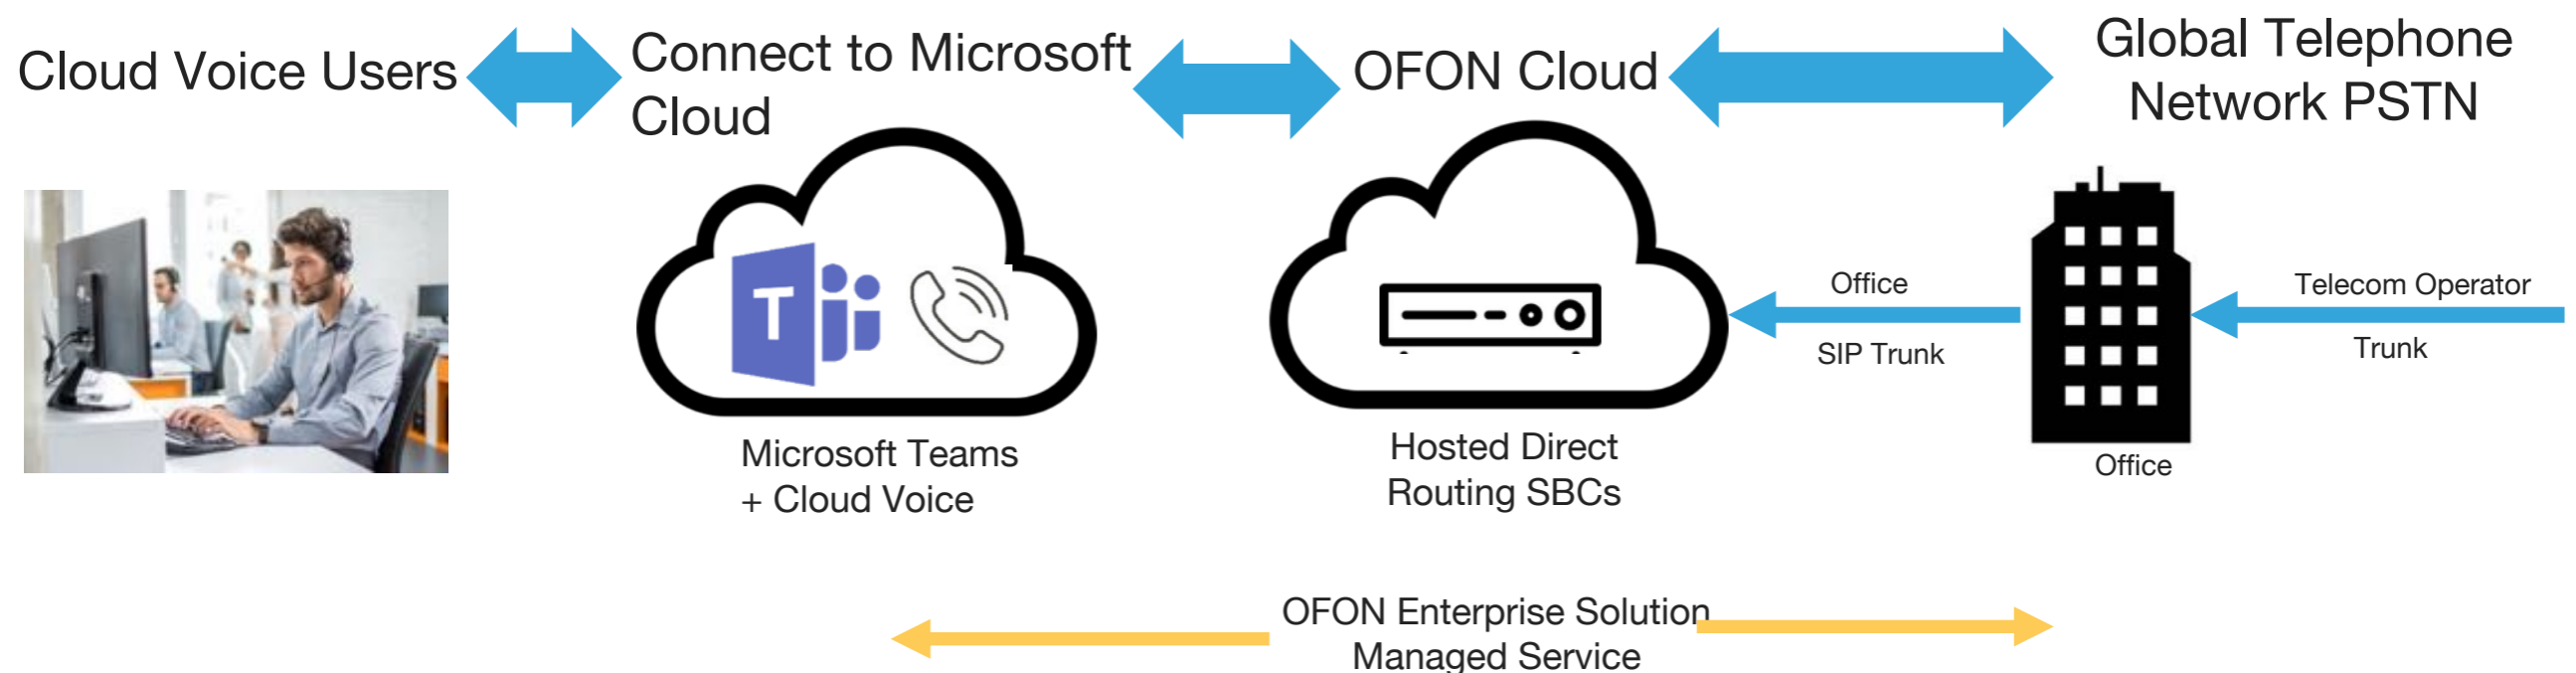 Cloud Voice Users
Connect to Microsoft
Cloud
OFON Cloud
Global Telephone
Network PSTN
T
Microsoft Teams
+ Cloud Voice
Hosted Direct
Routing SBCs
Office
SIP Trunk
Office
Telecom Operator
Trunk
OFON Enterprise Solution
Managed Service